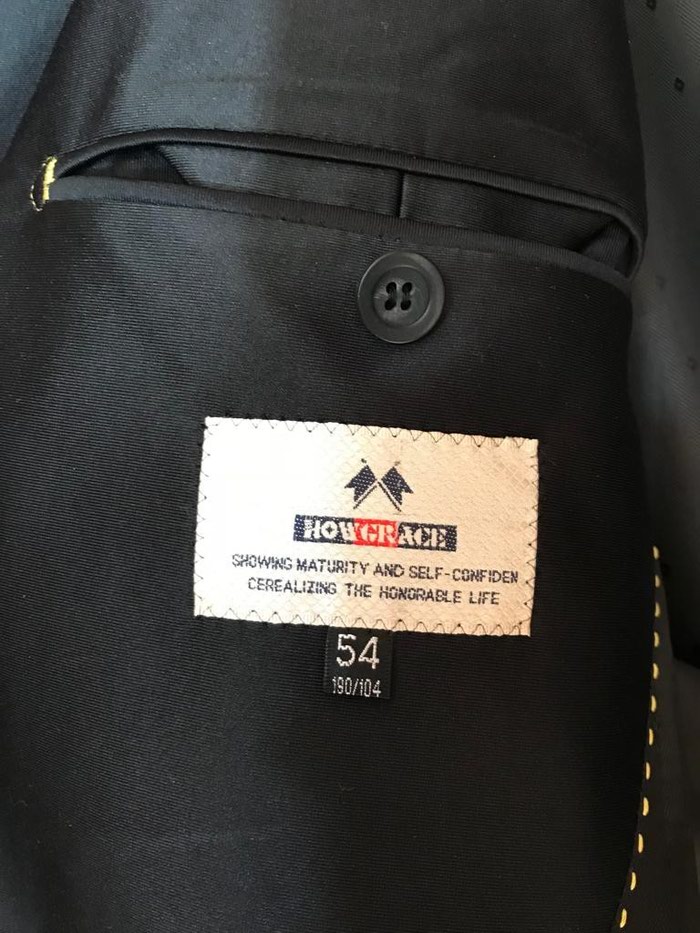 HOWGRACE
SHOWING MATURITY AND SELF-CONFIDEN
CEREALIZING THE HONORABLE LIFE
54
190/104